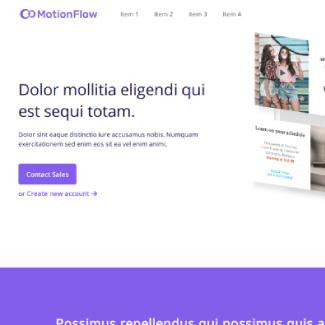 MotionFlow
Item 1
Item 2
Item 3
Item 4
Dolor mollitia eligendi qui
est sequi totam.
Dolor sint eaque distinctio iure accusamus nobis. Numquam
exercitationem sed enim eos sit ea vel enim animi.
Learn on your schedule
Contact Sales
or Create new account →
Possimus repellendus qui possimus quis a